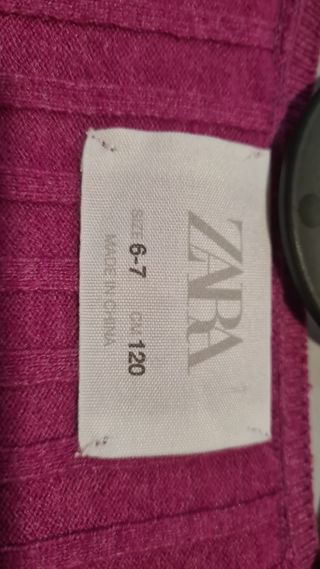 ZARA
SIZE 6-7 CM 120
MADE IN CHINA